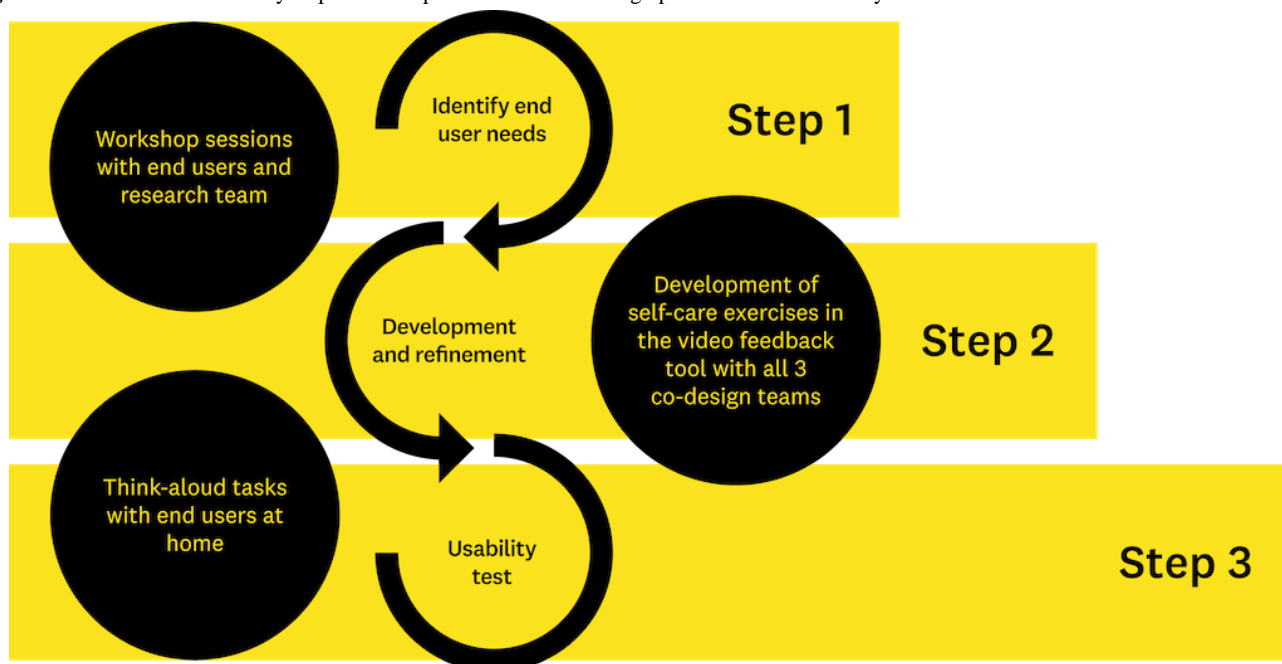 Workshop sessions
with end users and
research team
Identify end
user needs
Step 1
Development
and refinement
Development of
self-care exercises in
the video feedback
tool with all 3
co-design teams
Step 2
Think-aloud tasks
with end users at
home
Usability
test
Step 3